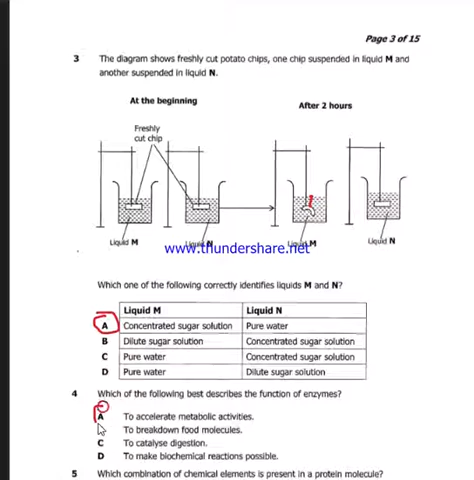 Page 3 of 15
3 The diagram shows freshly cut potato chips, one chip suspended in liquid M and
another suspended in liquid N.
At the beginning
After 2 hours
Freshly
cut chip
Liquid M
Liquid N
Liquid M
Liquid N
www.thundershare.net
Which one of the following correctly identifies liquids M and N?
Liquid M Liquid N
A Concentrated sugar solution Pure water
B Dilute sugar solution Concentrated sugar solution
C Pure water Concentrated sugar solution
D Pure water Dilute sugar solution
4 Which of the following best describes the function of enzymes?
A To accelerate metabolic activities.
To breakdown food molecules.
C To catalyse digestion.
D To make biochemical reactions possible.
5 Which combination of chemical elements is present in a protein molecule?